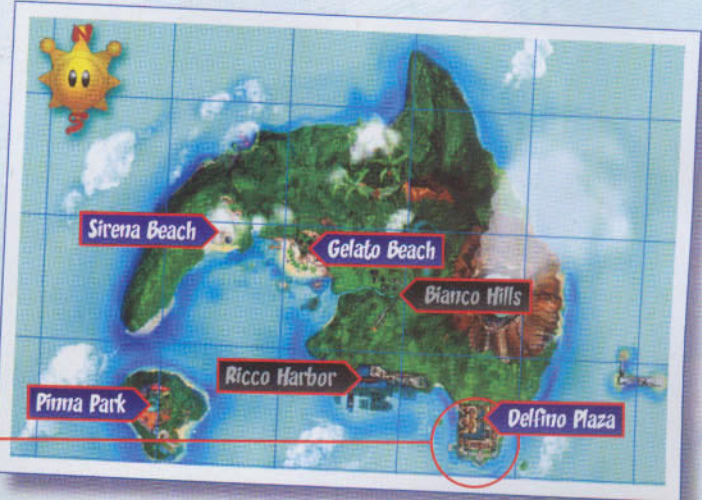 N
S
Sirena Beach
Gelato Beach
Bianco Hills
Ricco Harbor
Pinna Park
Delfino Plaza